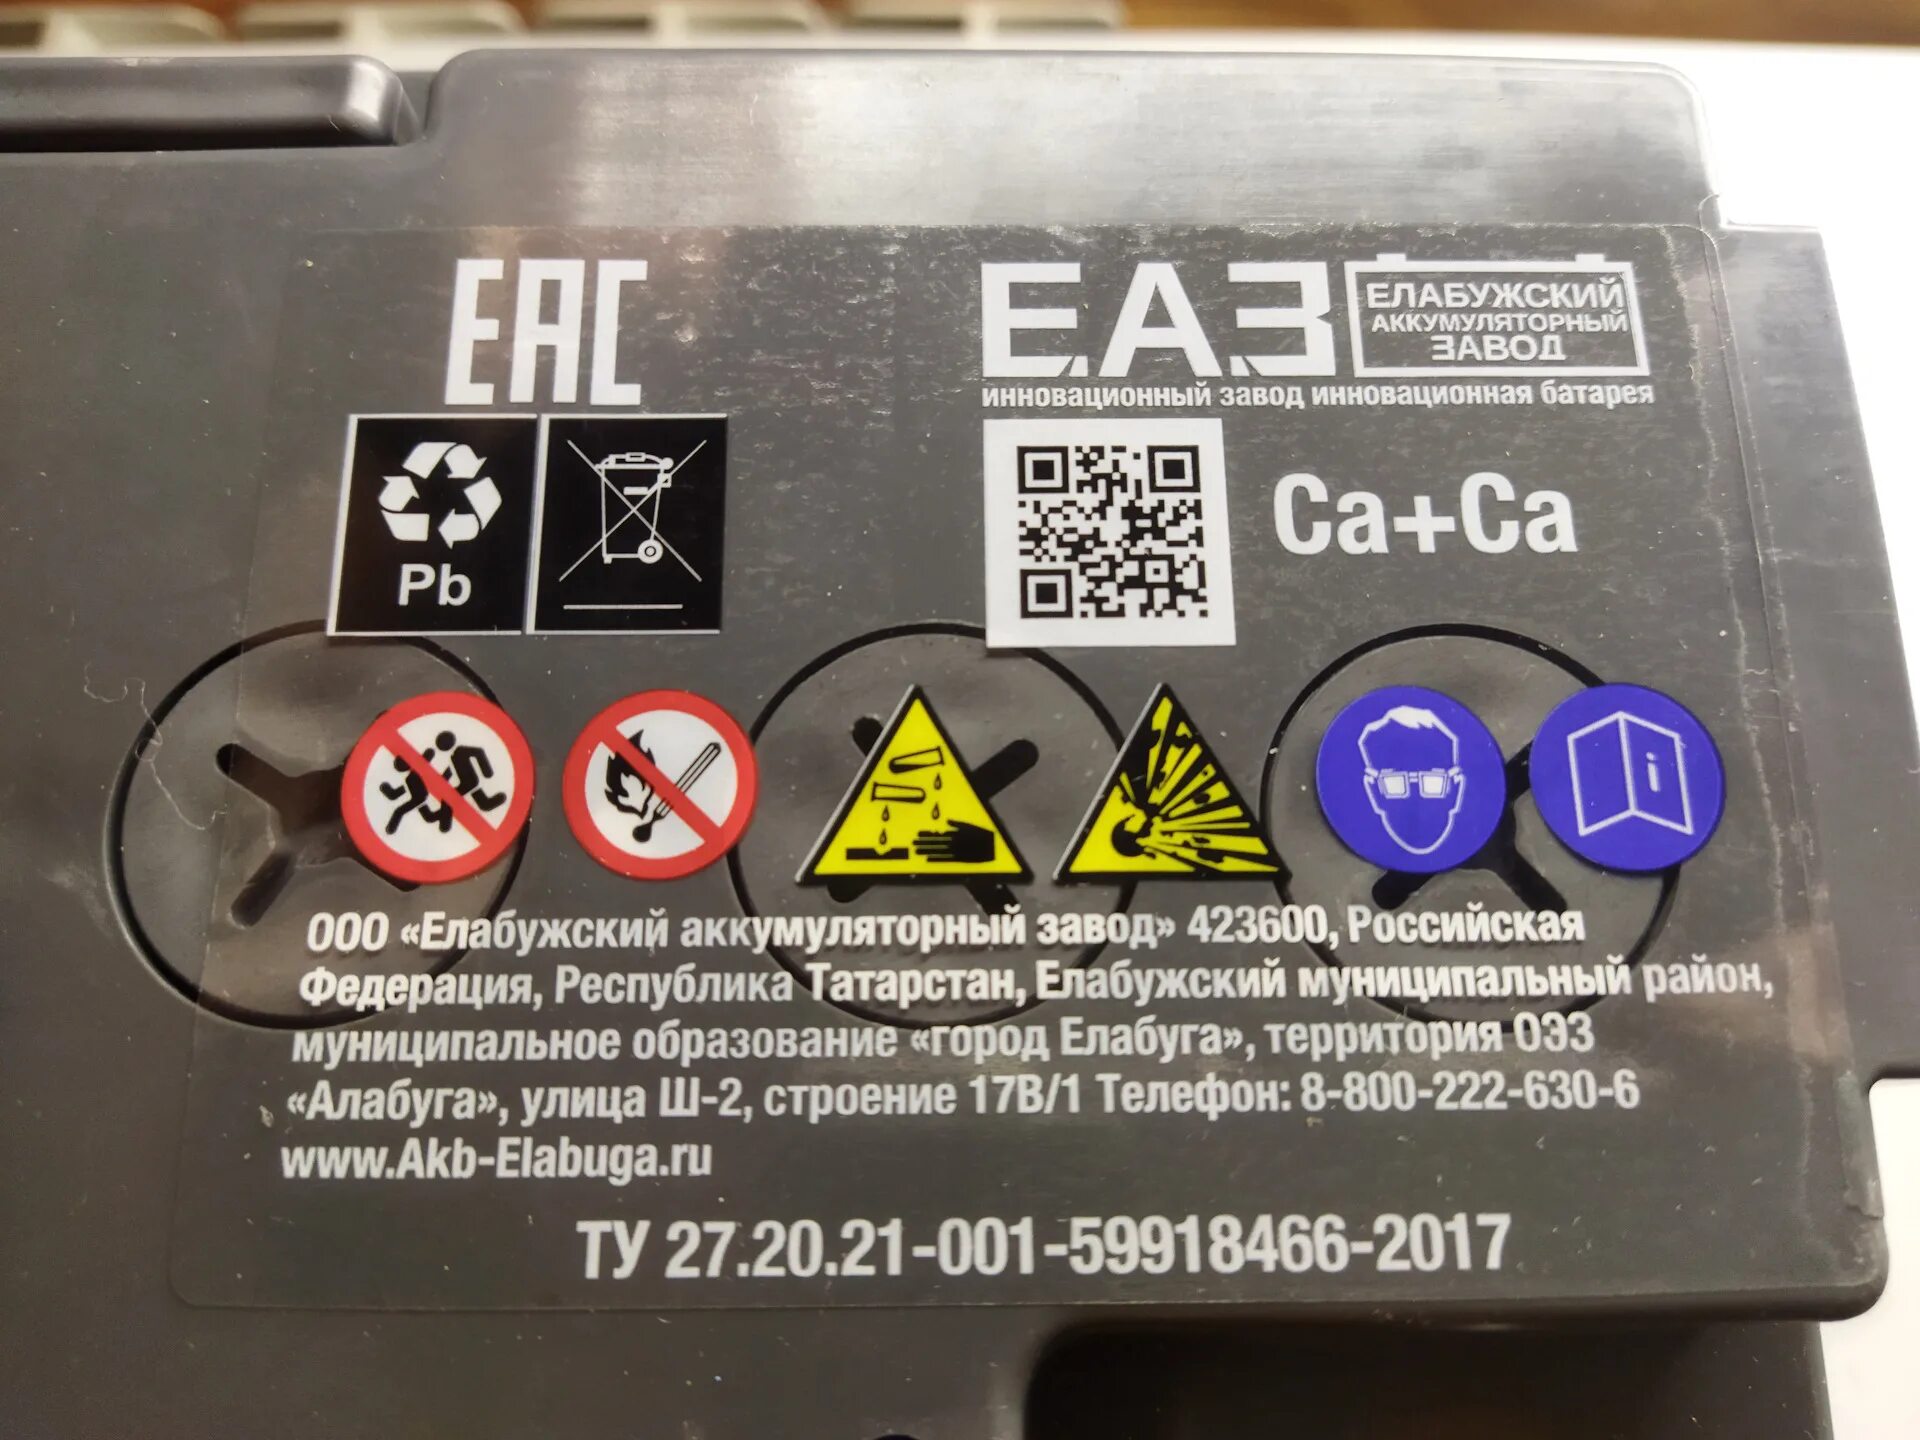 EAC
Е.А.З
ЕЛАБУЖСКИЙ
АККУМУЛЯТОРНЫЙ
ЗАВОД
инновационный завод инновационная батарея
Pb
Ca+Ca
i
ООО «Елабужский аккумуляторный завод» 423600, Российская
Федерация, Республика Татарстан, Елабужский муниципальный район,
муниципальное образование «город Елабуга», территория ОЭЗ
«Алабуга», улица Ш-2, строение 17В/1 Телефон: 8-800-222-630-6
www.Akb-Elabuga.ru
ТУ 27.20.21-001-59918466-2017